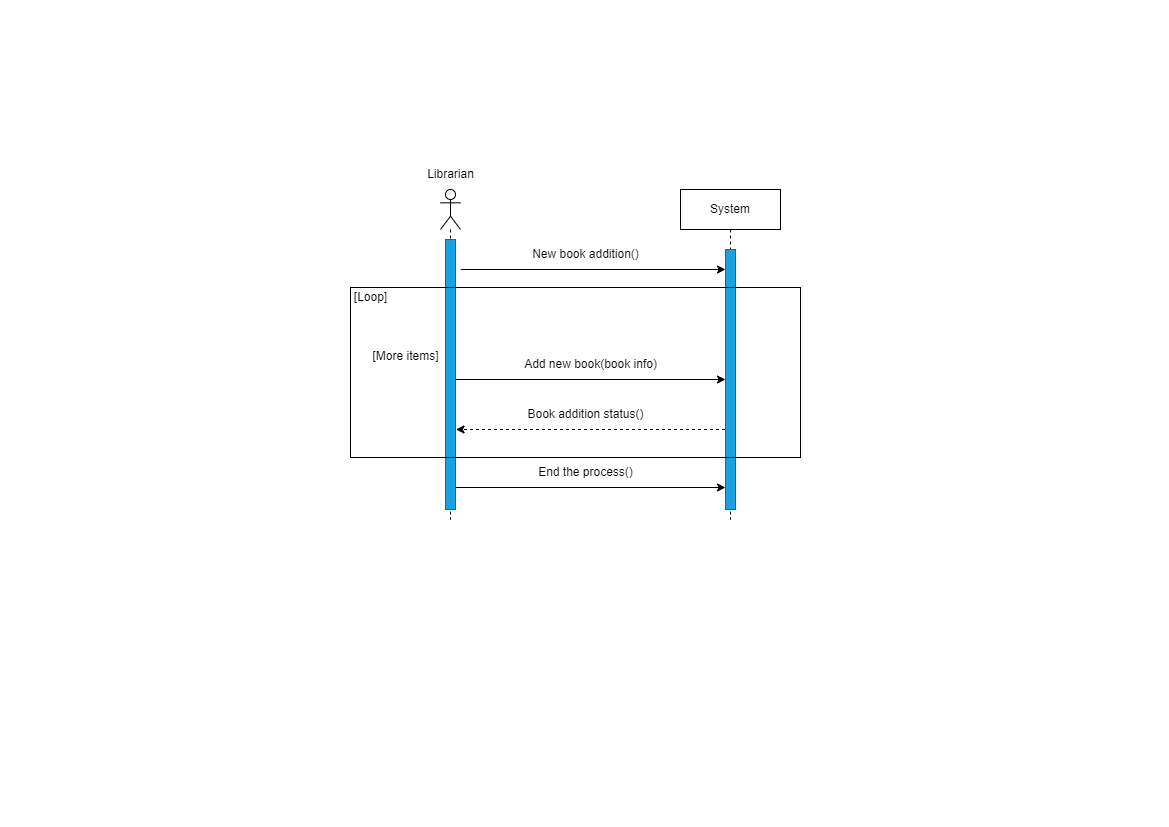 Librarian
System
New book addition()
[Loop]
[More items]
Add new book(book info)
Book addition status()
End the process()